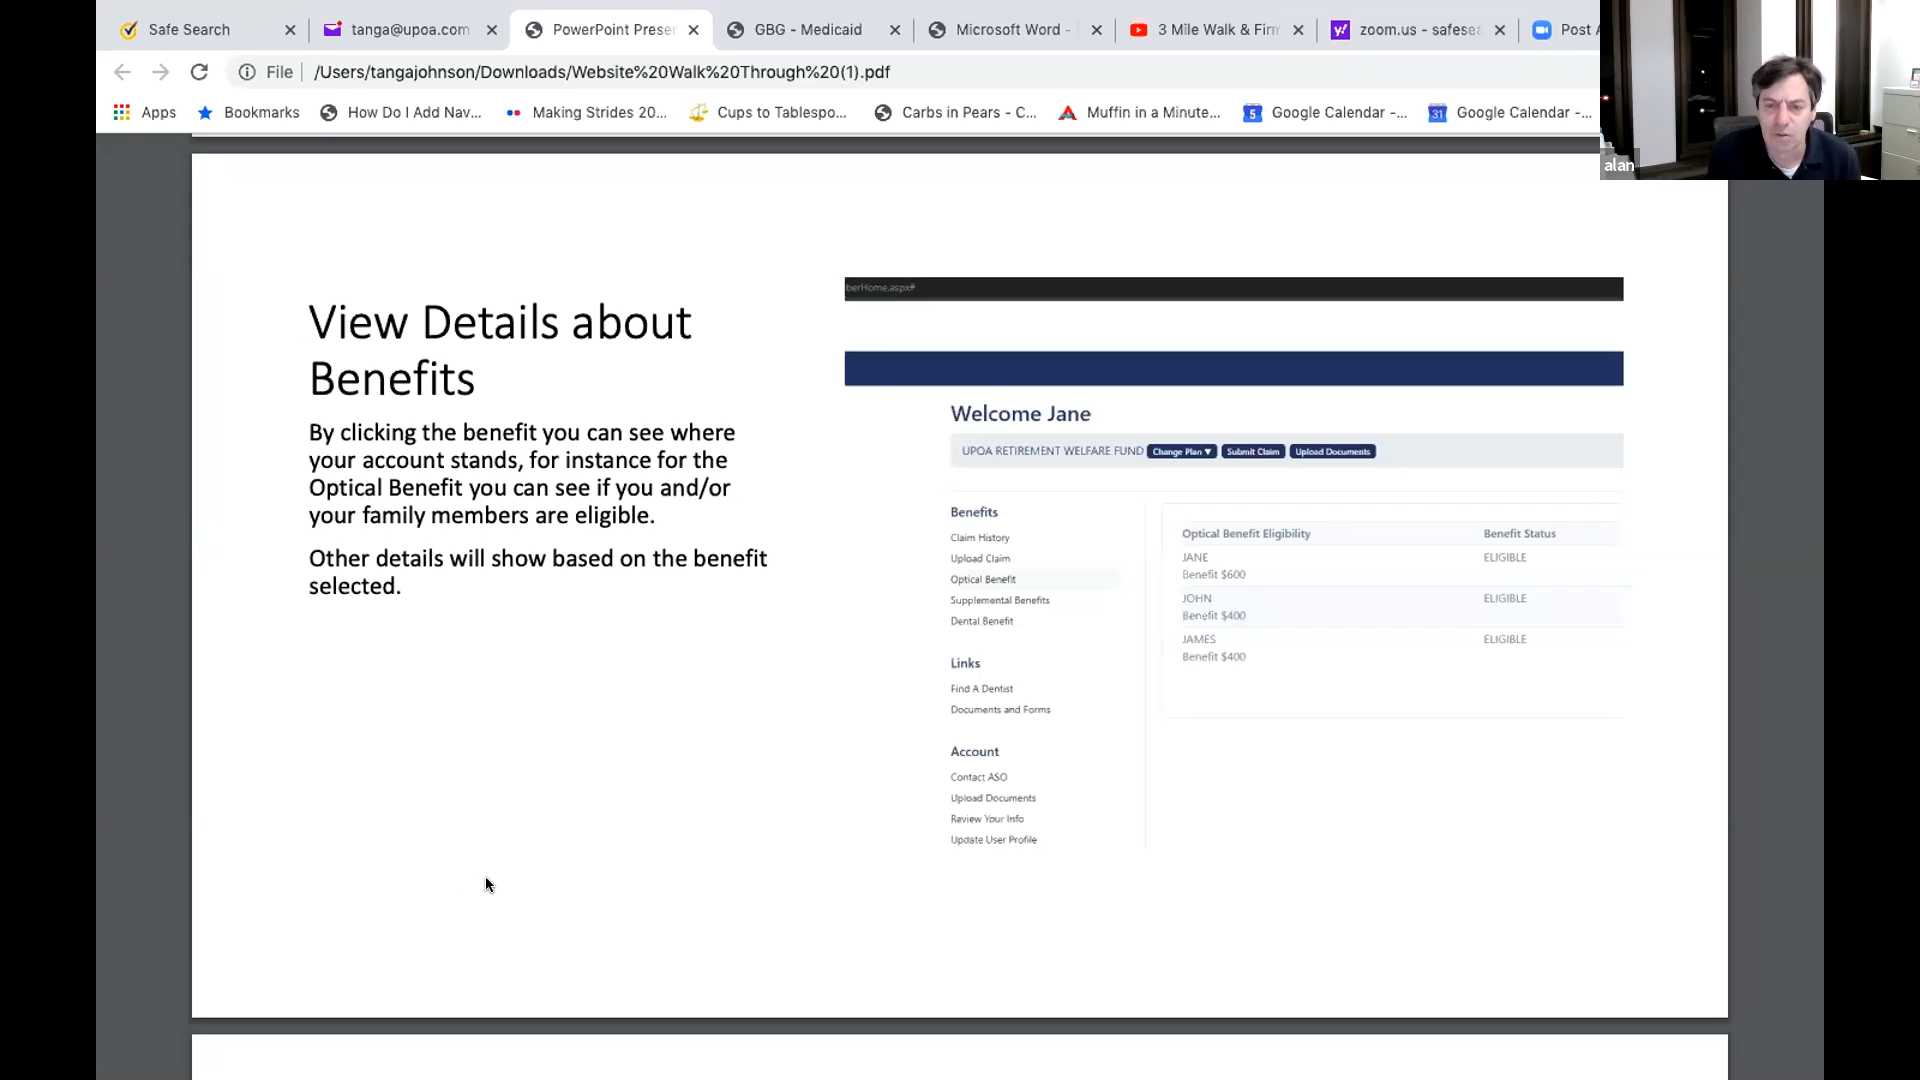 Safe Search
tanga@upoa.com
PowerPoint Preser
GBG - Medicaid
Microsoft Word -
3 Mile Walk & Firm
zoom.us - safesea
Post A
File
/Users/tangajohnson/Downloads/Website%20Walk%20Through%20(1).pdf
Apps
Bookmarks
How Do I Add Nav...
Making Strides 20...
Cups to Tablespo...
Carbs in Pears - C...
Muffin in a Minute...
Google Calendar -...
Google Calendar -...
alan
View Details about
Benefits
By clicking the benefit you can see where
your account stands, for instance for the
Optical Benefit you can see if you and/or
your family members are eligible.
Other details will show based on the benefit
selected.
berHome.aspx#
Welcome Jane
UPOA RETIREMENT WELFARE FUND Change Plan ▼ Submit Claim Upload Documents
Benefits
Claim History
Upload Claim
Optical Benefit
Supplemental Benefits
Dental Benefit
Links
Find A Dentist
Documents and Forms
Account
Contact ASO
Upload Documents
Review Your Info
Update User Profile
Optical Benefit Eligibility Benefit Status
JANE ELIGIBLE
Benefit $600
JOHN ELIGIBLE
Benefit $400
JAMES ELIGIBLE
Benefit $400